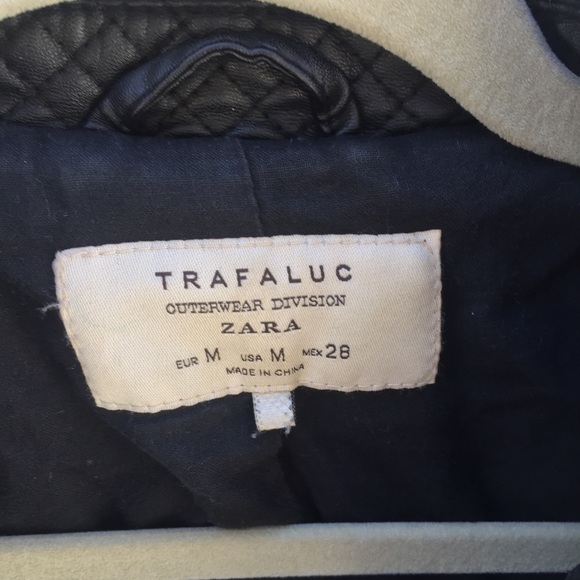 TRAFALUC
OUTERWEAR DIVISION
ZARA
EUR M USA M MEX 28
MADE IN CHINA